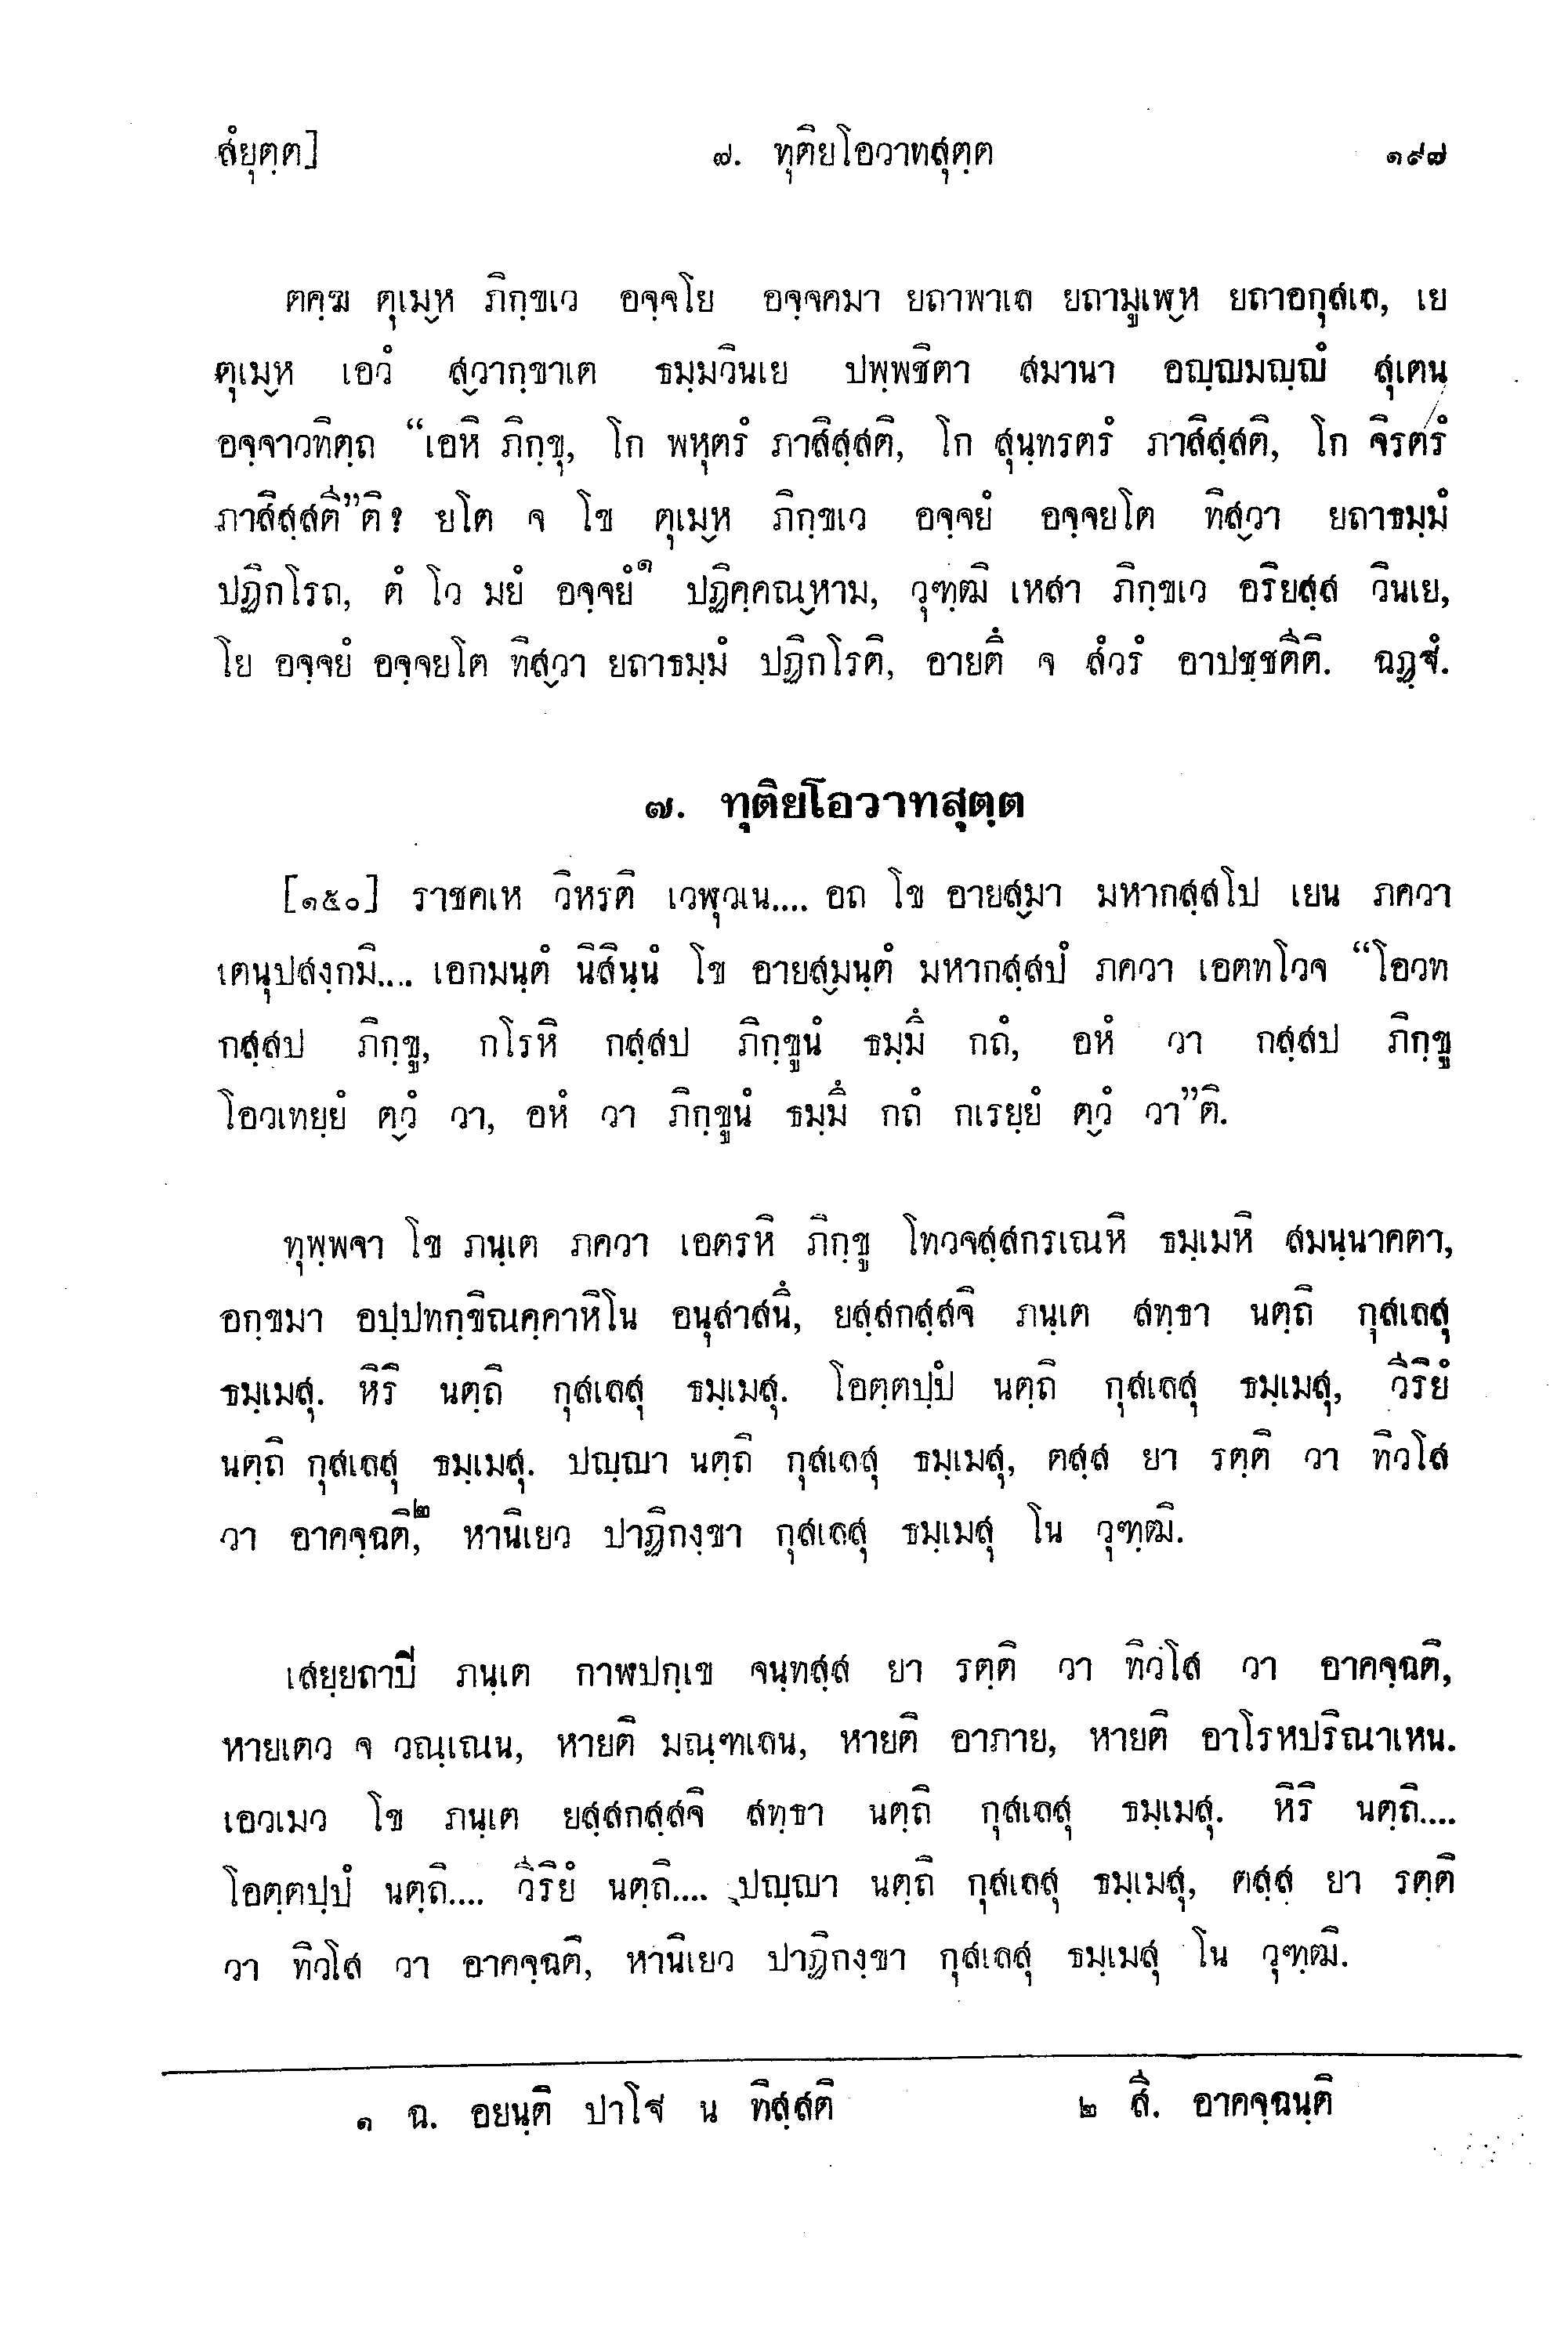 สํยุตฺต]
๗. ทุติยโอวาทสุตฺต
๑๙๗
ตคฺฆ ตุเมฺห ภิกฺขเว อจฺจโย อจฺจคมา ยถาพาเล ยถามูเฬฺห ยถาอกุสเล, เย
ตุเมฺห เอวํ สฺวากฺขาเต ธมฺมวินเย ปพฺพชิตา สมานา อญฺญมญฺญํ สุเตน
อจฺจาวทิตฺถ “เอหิ ภิกฺขุ, โก พหุตรํ ภาสิสฺสติ, โก สุนฺทรตรํ ภาสิสฺสติ, โก จิรตรํ
ภาสิสฺสตี”ติ? ยโต จ โข ตุเมฺห ภิกฺขเว อจฺจยํ อจฺจยโต ทิสฺวา ยถาธมฺมํ
ปฏิกโรถ, ตํ โว มยํ อจฺจยํ๑ ปฏิคฺคณฺหาม, วุฑฺฒิ เหสา ภิกฺขเว อริยสฺส วินเย,
โย อจฺจยํ อจฺจยโต ทิสฺวา ยถาธมฺมํ ปฏิกโรติ, อายตึ จ สํวรํ อาปชฺชตีติ. ฉฏฺฐํ.
๗. ทุติยโอวาทสุตฺต
[๑๕๐] ราชคเห วิหรติ เวฬุวเน.... อถ โข อายสฺมา มหากสฺสโป เยน ภควา
เตนุปสงฺกมิ.... เอกมนฺตํ นิสินฺนํ โข อายสฺมนฺตํ มหากสฺสปํ ภควา เอตทโวจ “โอวท
กสฺสป ภิกฺขู, กโรหิ กสฺสป ภิกฺขูนํ ธมฺมึ กถํ, อหํ วา กสฺสป ภิกฺขู
โอวเทยฺยํ ตฺวํ วา, อหํ วา ภิกฺขูนํ ธมฺมึ กถํ กเรยฺยํ ตฺวํ วา”ติ.
ทุพฺพจา โข ภนฺเต ภควา เอตรหิ ภิกฺขู โทวจสฺสกรเณหิ ธมฺเมหิ สมนฺนาคตา,
อกฺขมา อปฺปทกฺขิณคฺคาหิโน อนุสาสนึ, ยสฺสกสฺสจิ ภนฺเต สทฺธา นตฺถิ กุสเลสุ
ธมฺเมสุ. หิริ นตฺถิ กุสเลสุ ธมฺเมสุ. โอตฺตปฺปํ นตฺถิ กุสเลสุ ธมฺเมสุ, วีริยํ
นตฺถิ กุสเลสุ ธมฺเมสุ. ปญฺญา นตฺถิ กุสเลสุ ธมฺเมสุ, ตสฺส ยา รตฺติ วา ทิวโส
วา อาคจฺฉติ,๒ หานิเยว ปาฏิกงฺขา กุสเลสุ ธมฺเมสุ โน วุฑฺฒิ.
เสยฺยถาปิ ภนฺเต กาฬปกฺเข จนฺทสฺส ยา รตฺติ วา ทิวโส วา อาคจฺฉติ,
หายเตว จ วณฺเณน, หายติ มณฺฑเลน, หายติ อาภาย, หายติ อาโรหปริณาเหน.
เอวเมว โข ภนฺเต ยสฺสกสฺสจิ สทฺธา นตฺถิ กุสเลสุ ธมฺเมสุ. หิริ นตฺถิ....
โอตฺตปฺปํ นตฺถิ.... วีริยํ นตฺถิ.... ปญฺญา นตฺถิ กุสเลสุ ธมฺเมสุ, ตสฺส ยา รตฺติ
วา ทิวโส วา อาคจฺฉติ, หานิเยว ปาฏิกงฺขา กุสเลสุ ธมฺเมสุ โน วุฑฺฒิ.
๑ ฉ. อยนฺติ ปาโฐ น ทิสฺสติ
๒ สี. อาคจฺฉนฺติ